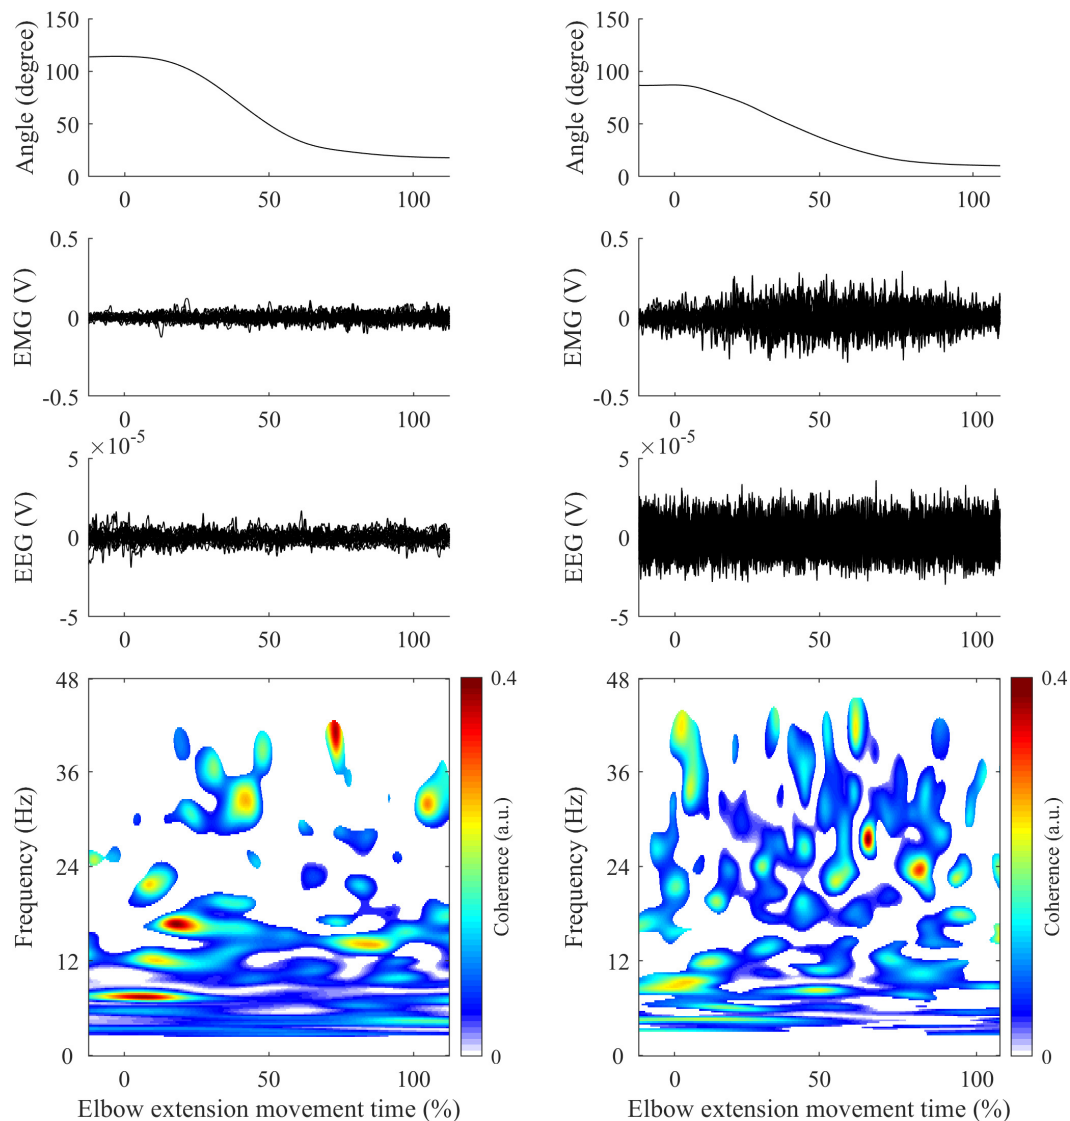 150
100
50
0
Angle (degree)
0 50 100
150
100
50
0
Angle (degree)
0 50 100
0.5
0
-0.5
EMG (V)
0 50 100
0.5
0
-0.5
EMG (V)
0 50 100
×10-5
5
0
-5
EEG (V)
0 50 100
×10-5
5
0
-5
EEG (V)
0 50 100
48
36
24
12
0
Frequency (Hz)
0 50 100
Elbow extension movement time (%)
0.4
0
Coherence (a.u.)
48
36
24
12
0
Frequency (Hz)
0 50 100
Elbow extension movement time (%)
0.4
0
Coherence (a.u.)